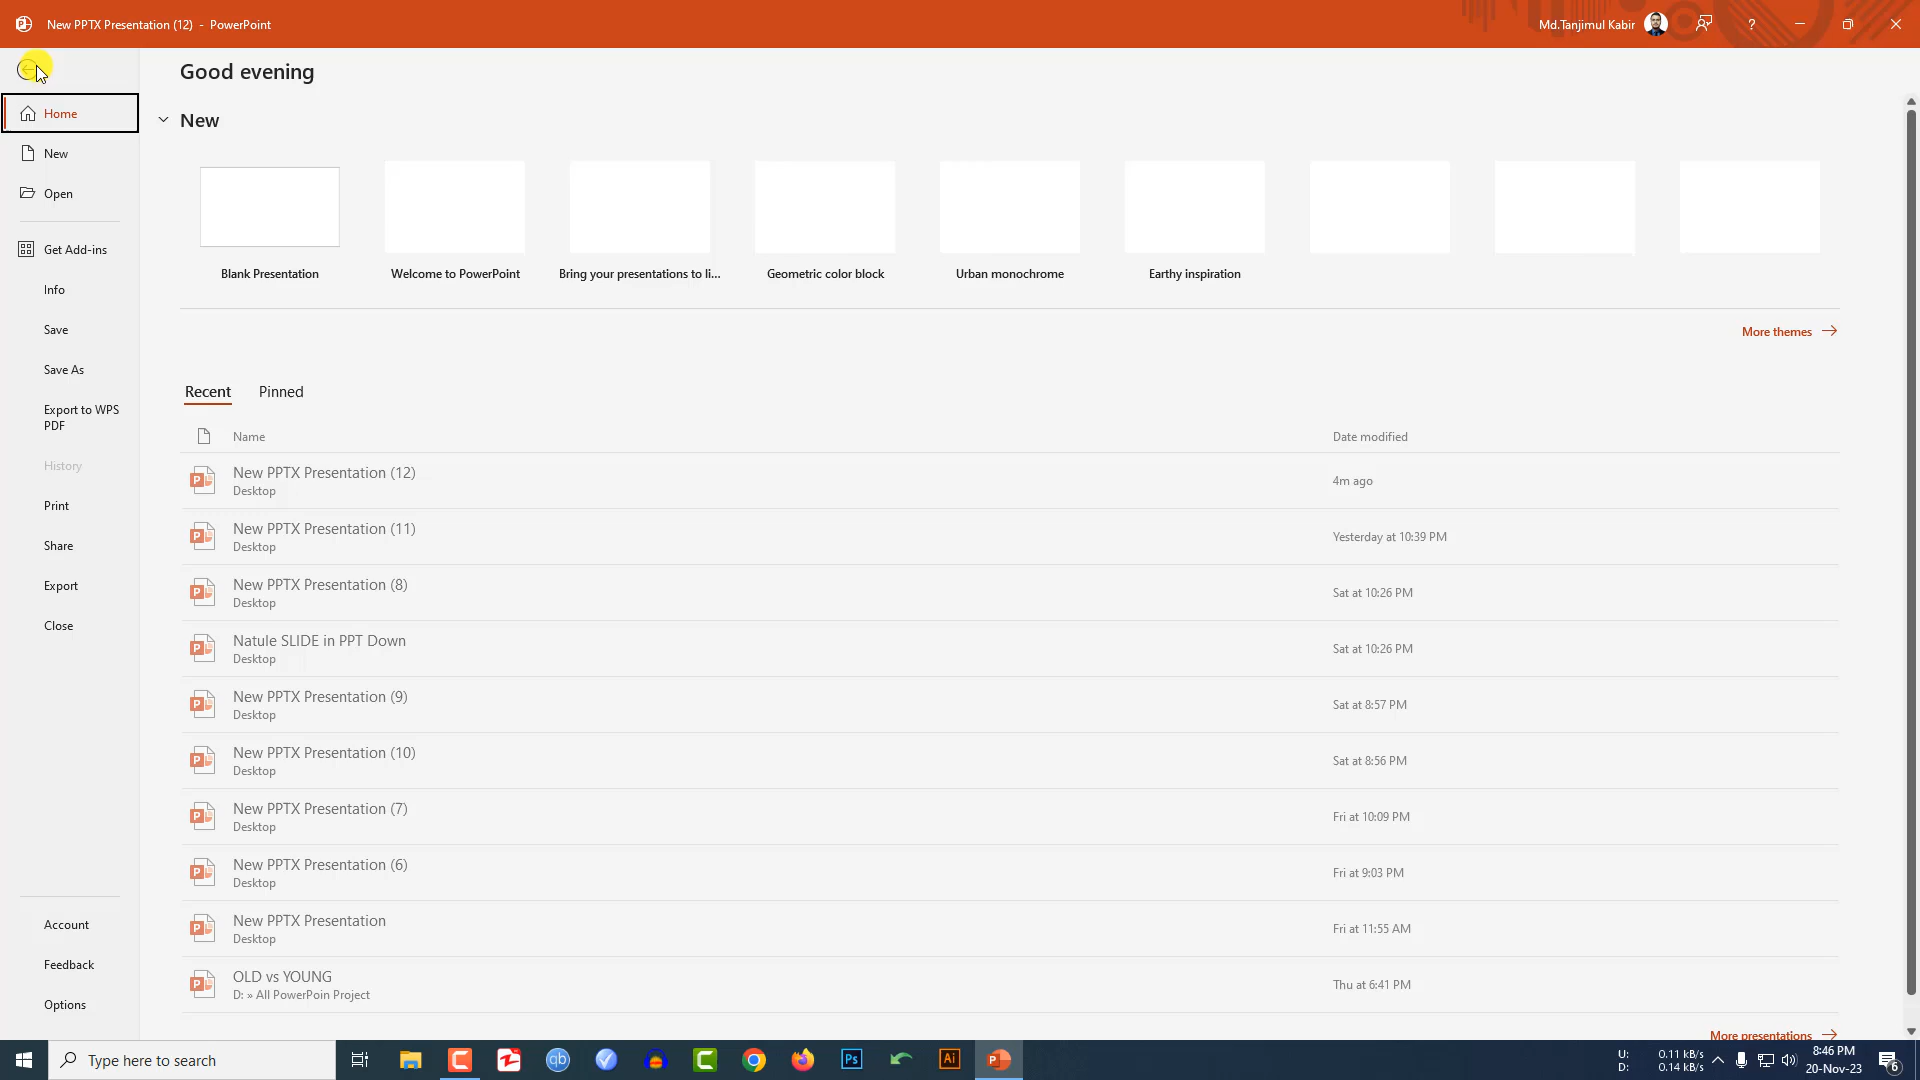 New PPTX Presentation (12) - PowerPoint
Md.Tanjimul Kabir
?
Good evening
Home
New
Open
Get Add-ins
Info
Save
Save As
Export to WPS
PDF
History
Print
Share
Export
Close
Account
Feedback
Options
New
Blank Presentation
Welcome to PowerPoint
Bring your presentations to li...
Geometric color block
Urban monochrome
Earthy inspiration
More themes
Recent Pinned
Name Date modified
New PPTX Presentation (12)
Desktop
4m ago
New PPTX Presentation (11)
Desktop
Yesterday at 10:39 PM
New PPTX Presentation (8)
Desktop
Sat at 10:26 PM
Natule SLIDE in PPT Down
Desktop
Sat at 10:26 PM
New PPTX Presentation (9)
Desktop
Sat at 8:57 PM
New PPTX Presentation (10)
Desktop
Sat at 8:56 PM
New PPTX Presentation (7)
Desktop
Fri at 10:09 PM
New PPTX Presentation (6)
Desktop
Fri at 9:03 PM
New PPTX Presentation
Desktop
Fri at 11:55 AM
OLD vs YOUNG
D: » All PowerPoin Project
Thu at 6:41 PM
More presentations
Type here to search
qb
Ps
Ai
P
U: 0.11 kB/s
D: 0.14 kB/s
8:46 PM
20-Nov-23
6